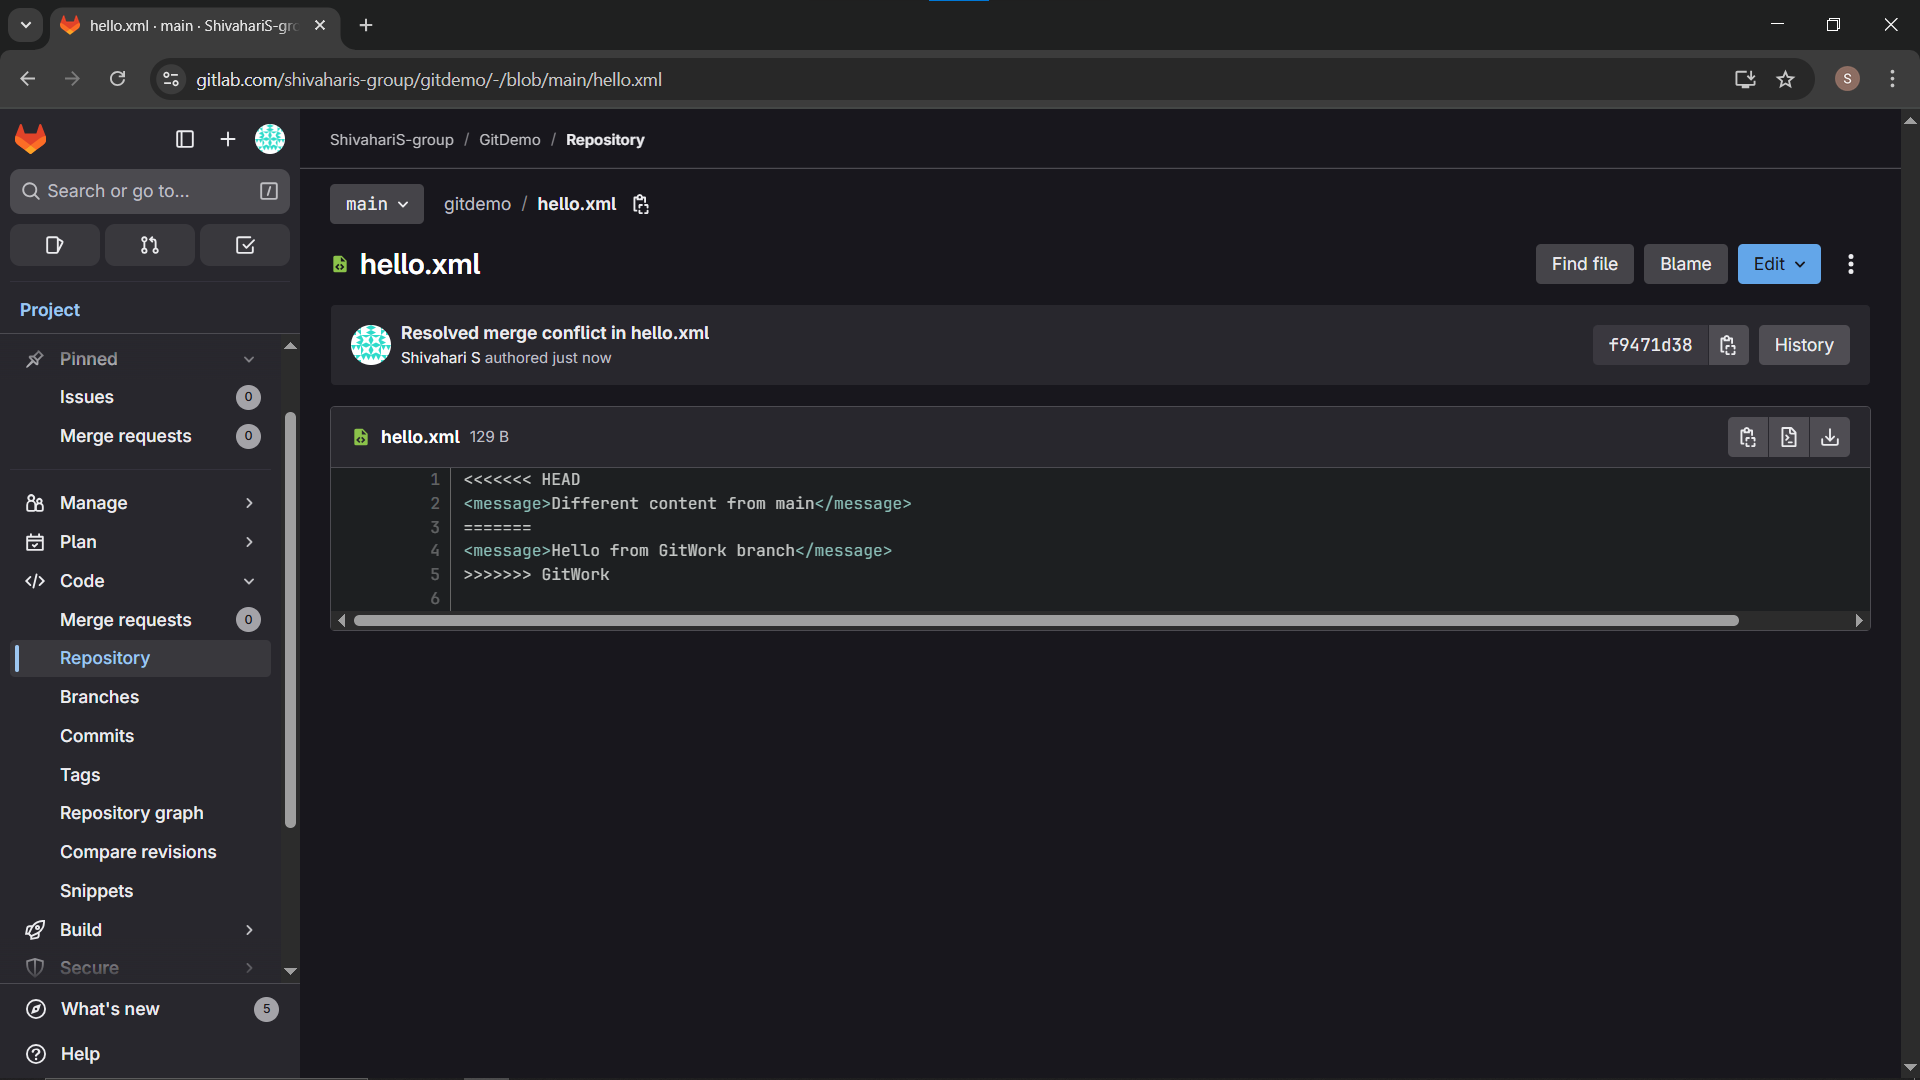 hello.xml · main · ShivahariS-gro
gitlab.com/shivaharis-group/gitdemo/-/blob/main/hello.xml
S
Search or go to...
/
Project
Pinned
Issues 0
Merge requests 0
Manage
Plan
Code
Merge requests 0
Repository
Branches
Commits
Tags
Repository graph
Compare revisions
Snippets
Build
Secure
What's new 5
Help
ShivahariS-group / GitDemo / Repository
main gitdemo / hello.xml
hello.xml
Find file Blame Edit
Resolved merge conflict in hello.xml
Shivahari S authored just now
f9471d38 History
hello.xml 129 B
1 <<<<<<< HEAD
2 <message>Different content from main</message>
3 =======
4 <message>Hello from GitWork branch</message>
5 >>>>>>> GitWork
6